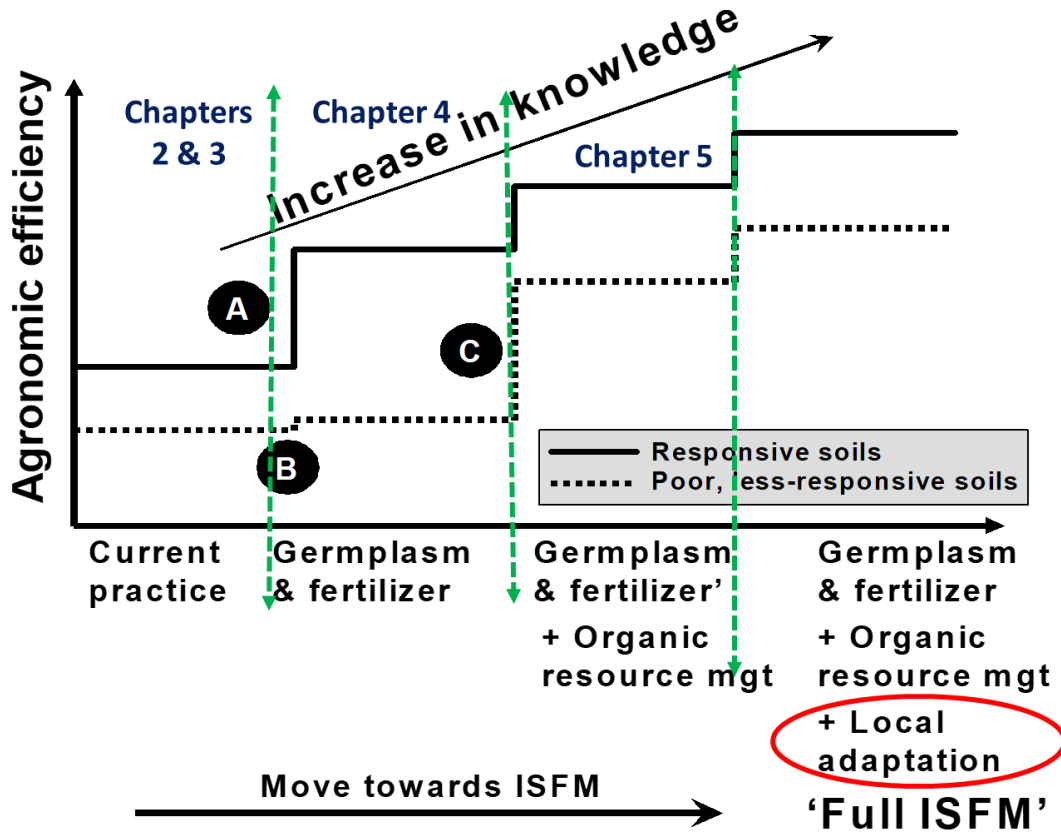 Agronomic efficiency
Chapters
2 & 3
Chapter 4
Increase in knowledge
Chapter 5
A
C
B
Responsive soils
Poor, less-responsive soils
Current
practice
Germplasm
& fertilizer
Germplasm
& fertilizer’
+ Organic
resource mgt
Germplasm
& fertilizer
+ Organic
resource mgt
+ Local
adaptation
Move towards ISFM
‘Full ISFM’